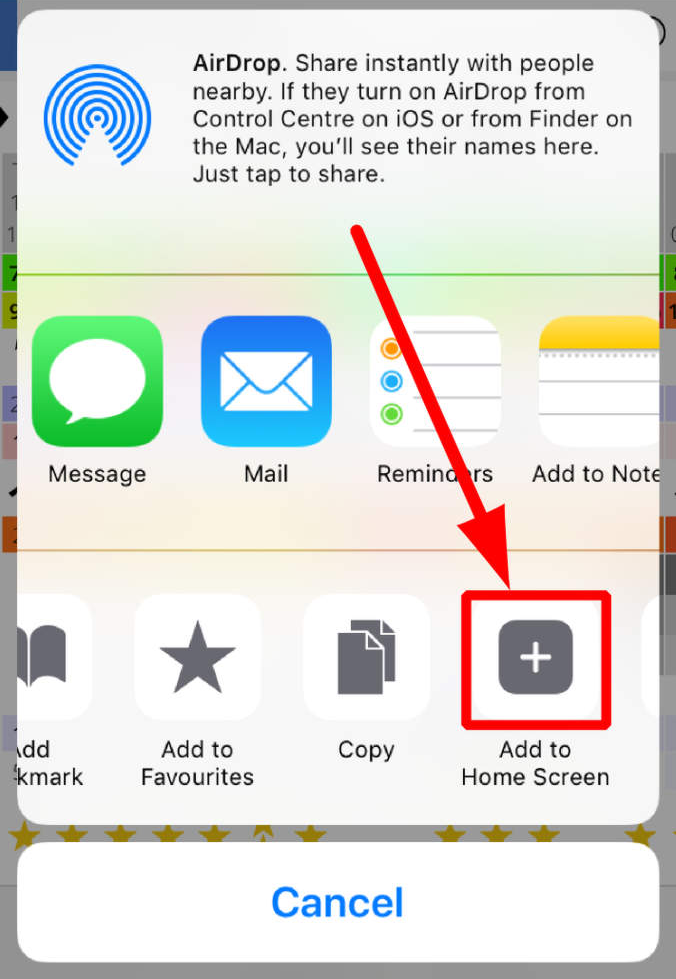 AirDrop. Share instantly with people
nearby. If they turn on AirDrop from
Control Centre on iOS or from Finder on
the Mac, you’ll see their names here.
Just tap to share.
Message
Mail
Reminders
Add to Note
Add to
Favourites
Copy
Add to
Home Screen
Cancel